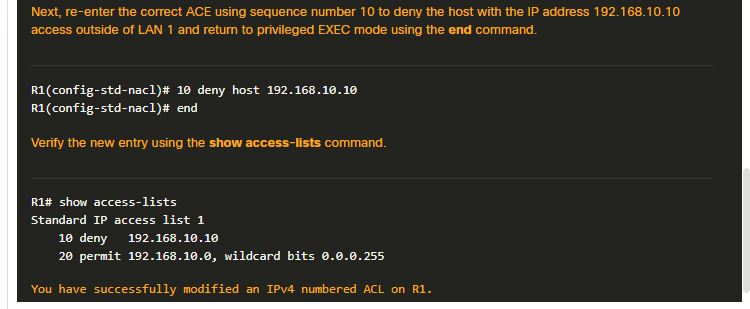 Next, re-enter the correct ACE using sequence number 10 to deny the host with the IP address 192.168.10.10
access outside of LAN 1 and return to privileged EXEC mode using the end command.
R1(config-std-nacl)# 10 deny host 192.168.10.10
R1(config-std-nacl)# end
Verify the new entry using the show access-lists command.
R1# show access-lists
Standard IP access list 1
    10 deny   192.168.10.10
    20 permit 192.168.10.0, wildcard bits 0.0.0.255
You have successfully modified an IPv4 numbered ACL on R1.